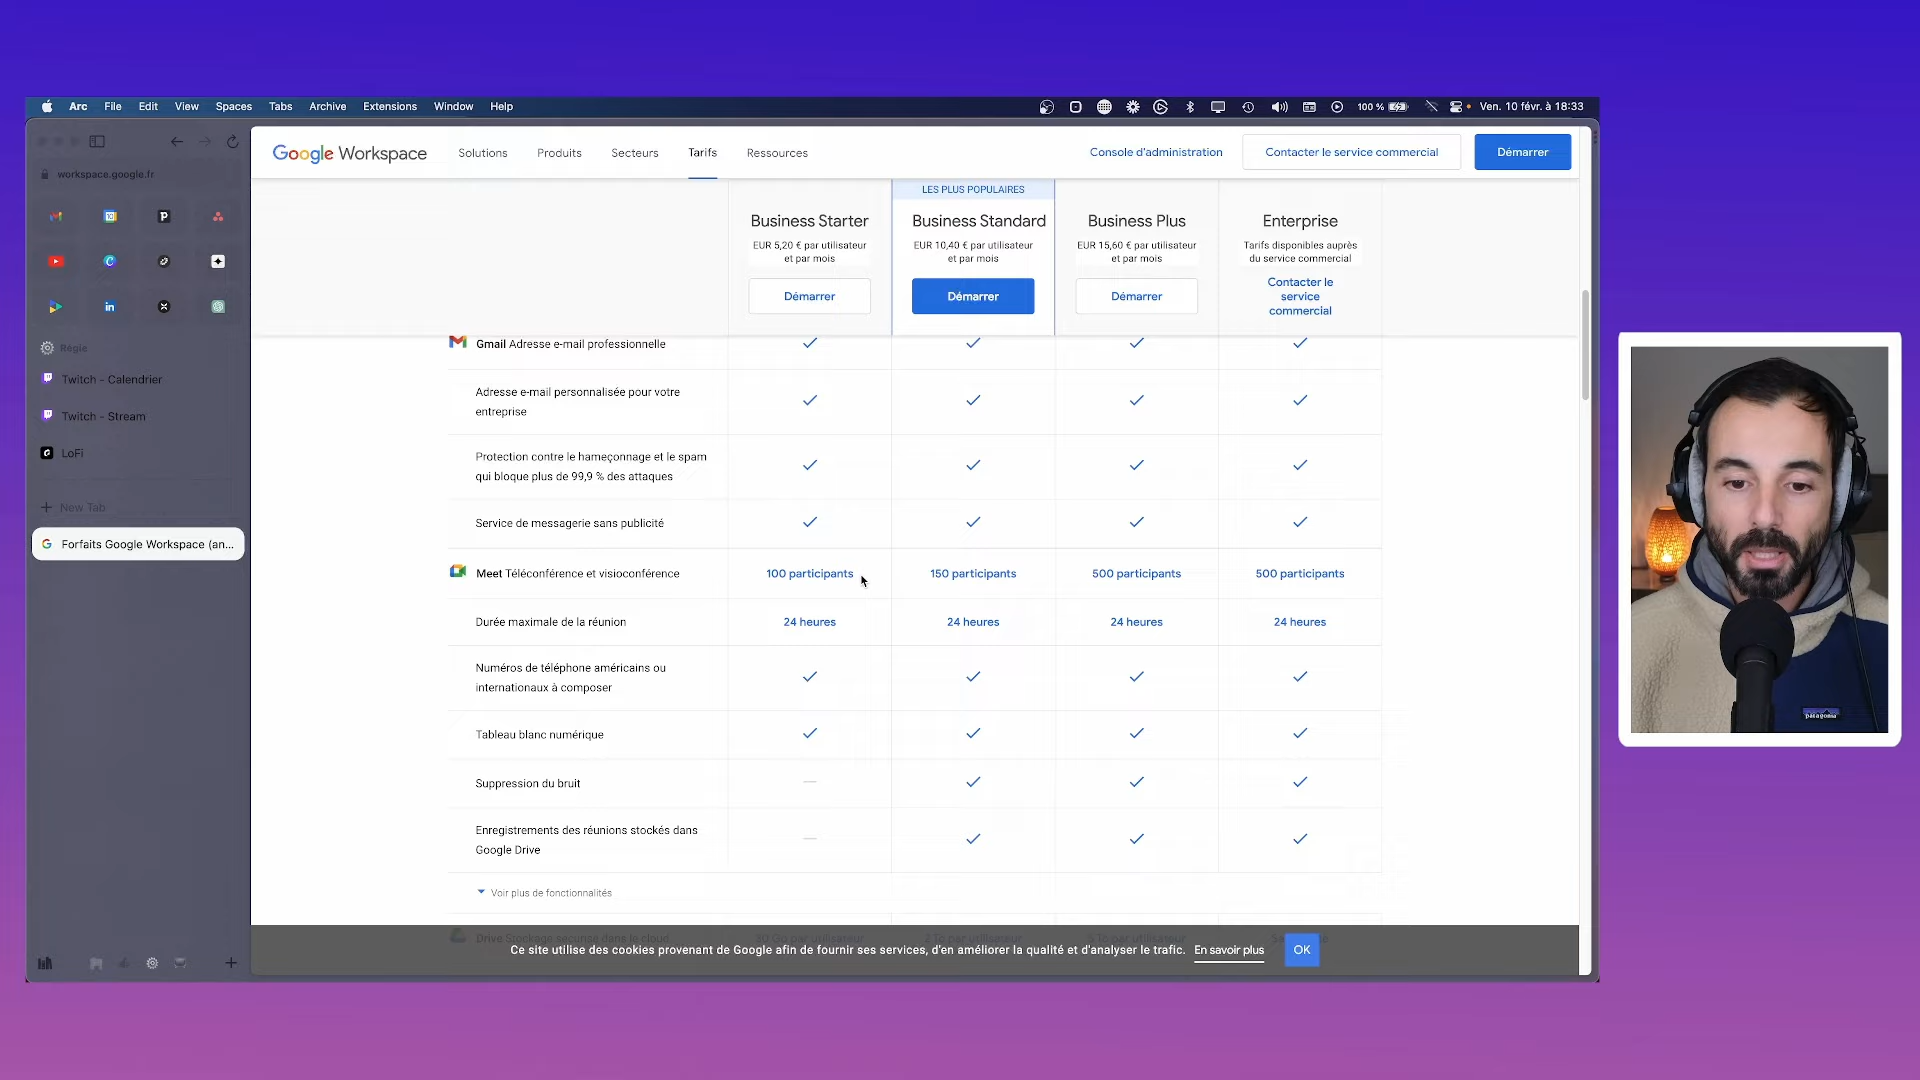 Arc File Edit View Spaces Tabs Archive Extensions Window Help
100 % Ven. 10 févr. à 18:33
workspace.google.fr
Régie
Twitch - Calendrier
Twitch - Stream
LoFi
New Tab
Forfaits Google Workspace (an...
Google Workspace Solutions Produits Secteurs Tarifs Ressources Console d'administration Contacter le service commercial Démarrer
LES PLUS POPULAIRES
Business Starter
EUR 5,20 € par utilisateur
et par mois
Démarrer
Business Standard
EUR 10,40 € par utilisateur
et par mois
Démarrer
Business Plus
EUR 15,60 € par utilisateur
et par mois
Démarrer
Enterprise
Tarifs disponibles auprès
du service commercial
Contacter le
service
commercial
Gmail Adresse e-mail professionnelle
Adresse e-mail personnalisée pour votre
entreprise
Protection contre le hameçonnage et le spam
qui bloque plus de 99,9 % des attaques
Service de messagerie sans publicité
Meet Téléconférence et visioconférence 100 participants 150 participants 500 participants 500 participants
Durée maximale de la réunion 24 heures 24 heures 24 heures 24 heures
Numéros de téléphone américains ou
internationaux à composer
Tableau blanc numérique
Suppression du bruit
Enregistrements des réunions stockés dans
Google Drive
Voir plus de fonctionnalités
Drive Stockage sécurisé dans le cloud
Ce site utilise des cookies provenant de Google afin de fournir ses services, d'en améliorer la qualité et d'analyser le trafic. En savoir plus OK
patagonia